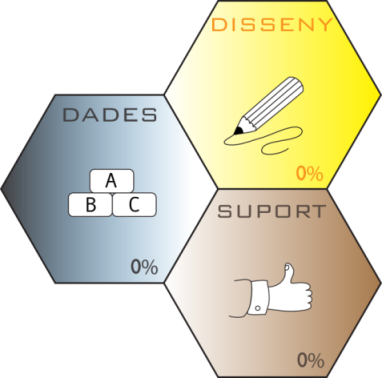 DISSENY
0%
DADES
A
B C
0%
SUPORT
0%